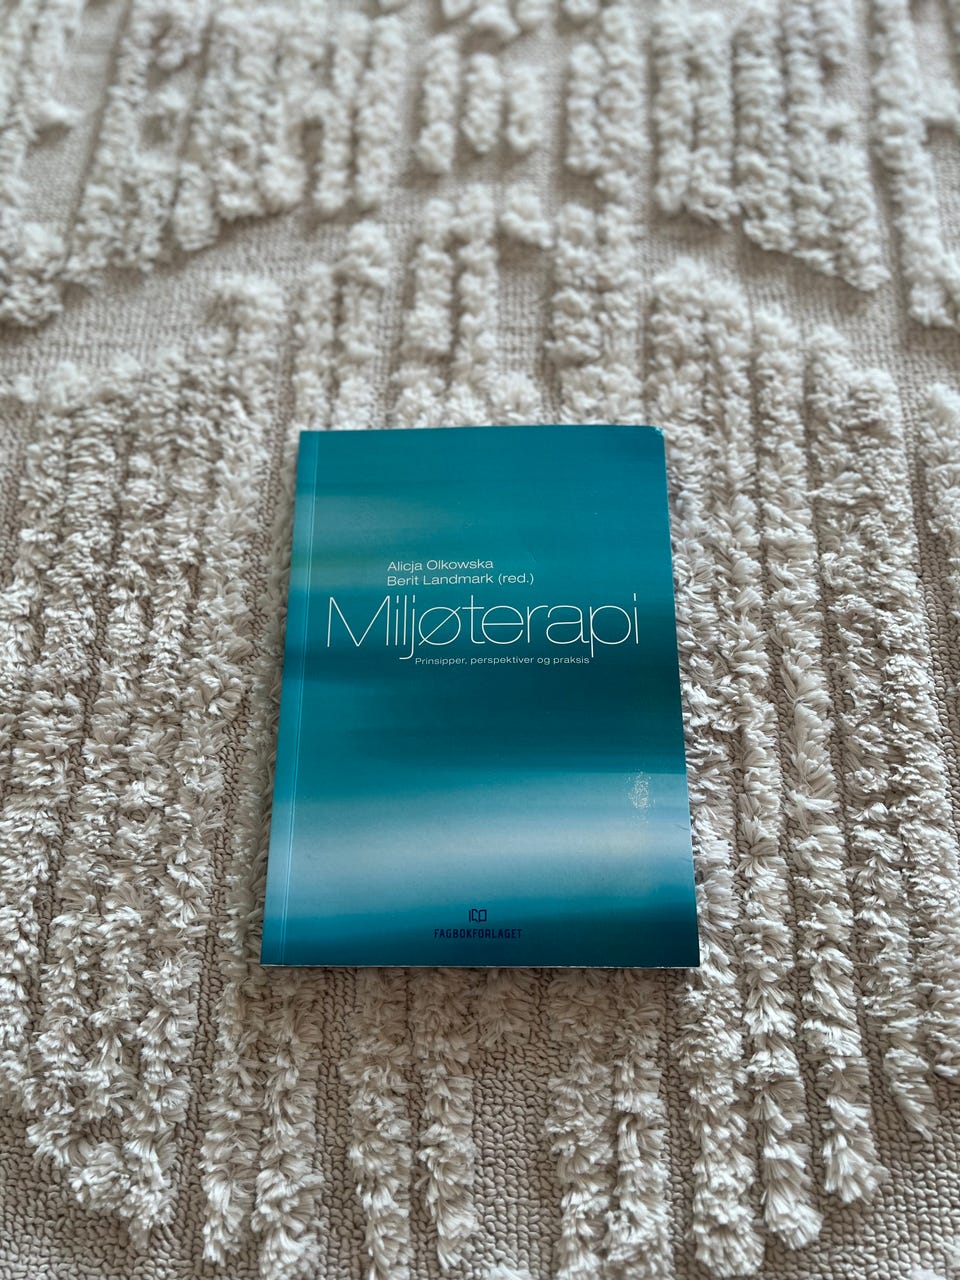 Alicja Olkowska
Berit Landmark (red.)
Miljøterapi
Prinsipper, perspektiver og praksis
FAGBOKFORLAGET